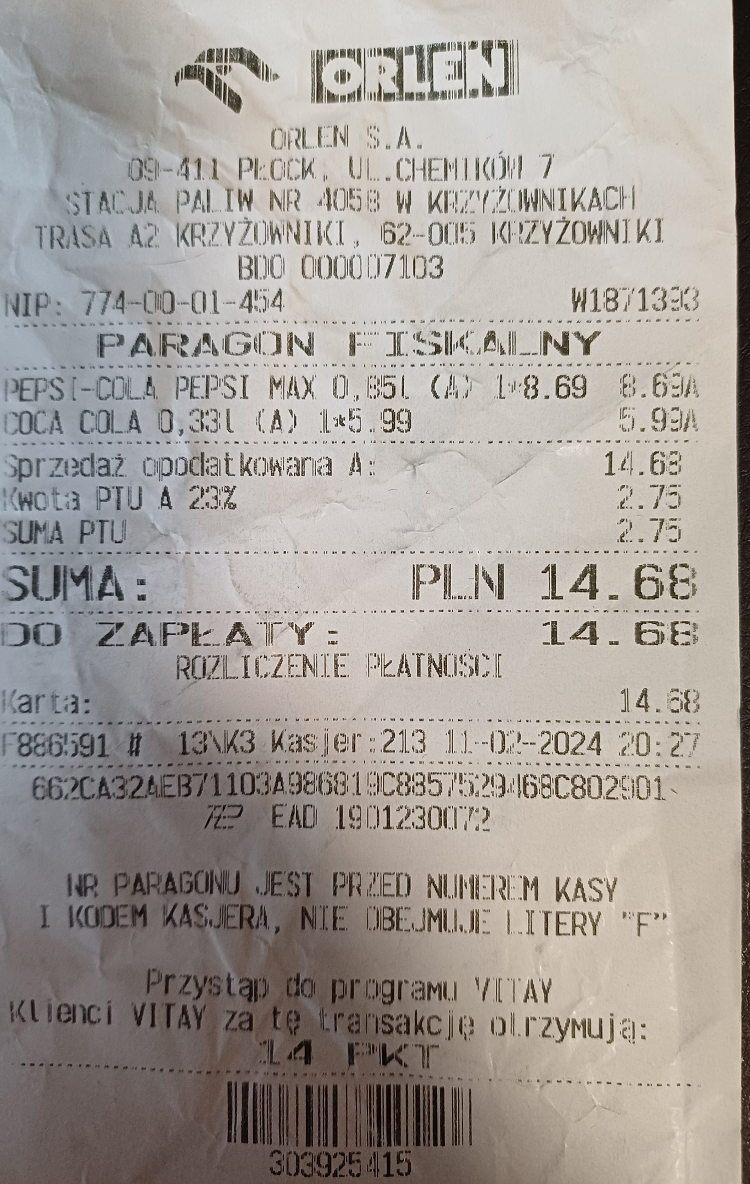 ORLEN
ORLEN S.A.
09-411 PŁOCK, UL.CHEMIKÓW 7
STACJA PALIW NR 4058 W KRZYŻOWNIKACH
TRASA A2 KRZYŻOWNIKI, 62-005 KRZYŻOWNIKI
BDO 000007103
NIP: 774-00-01-454 W1871393
PARAGON FISKALNY
PEPSI-COLA PEPSI MAX 0,85l (A) 1*8.69 8.69A
COCA COLA 0,33l (A) 1*5.99 5.99A
Sprzedaż opodatkowana A: 14.68
Kwota PTU A 23% 2.75
SUMA PTU 2.75
SUMA: PLN 14.68
DO ZAPŁATY: 14.68
ROZLICZENIE PŁATNOŚCI
Karta: 14.68
F886591 # 13\K3 Kasjer:213 11-02-2024 20:27
662CA32AEB71103A986819C8857529468C802901
EAD 1901230072
NR PARAGONU JEST PRZED NUMEREM KASY
I KODEM KASJERA, NIE OBEJMUJE LITERY "F"
Przystąp do programu VITAY
Klienci VITAY za tę transakcję otrzymują:
14 PKT
303925415